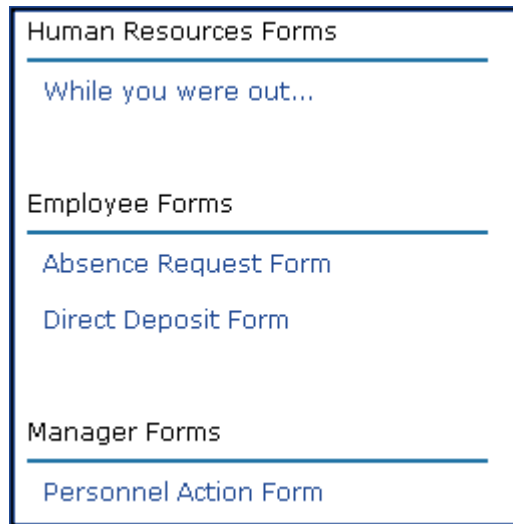 Human Resources Forms
While you were out...
Employee Forms
Absence Request Form
Direct Deposit Form
Manager Forms
Personnel Action Form